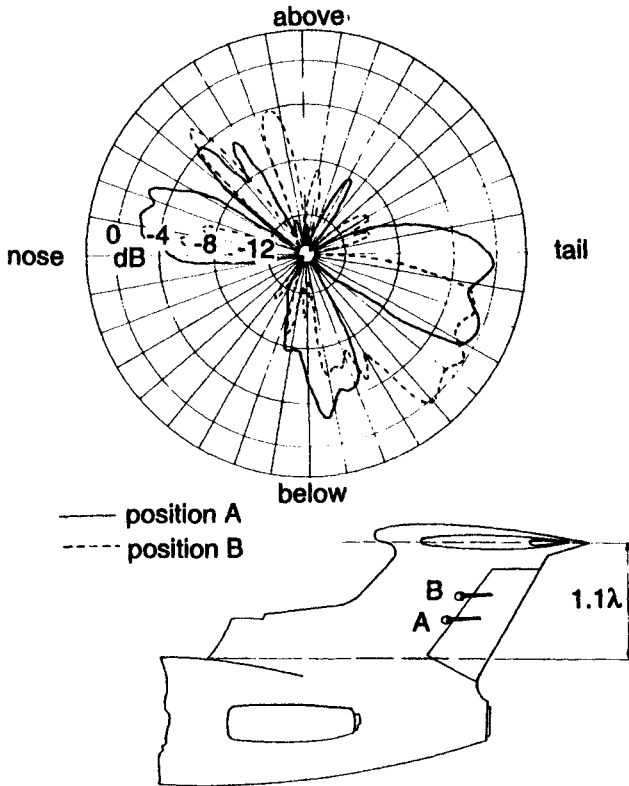 above
0 -4 -8 -12
dB
nose
tail
below
position A
position B
B
A
1.1λ